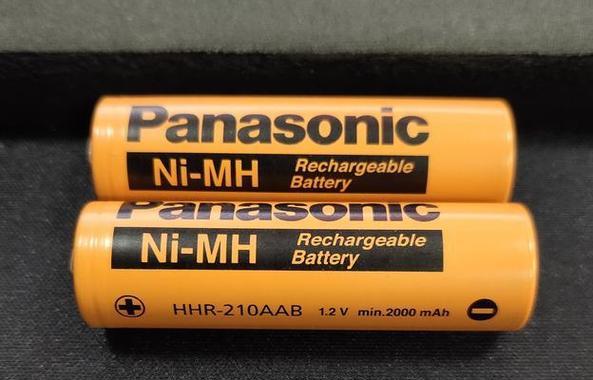 Panasonic
Ni-MH Rechargeable
Battery
Panasonic
Ni-MH Rechargeable
Battery
HHR-210AAB 1.2 V min.2000 mAh